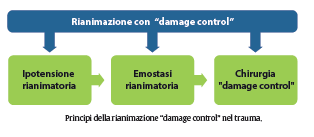 Rianimazione con “damage control”
Ipotensione
rianimatoria
Emostasi
rianimatoria
Chirurgia
"damage control"
Principi della rianimazione “damage control” nel trauma.